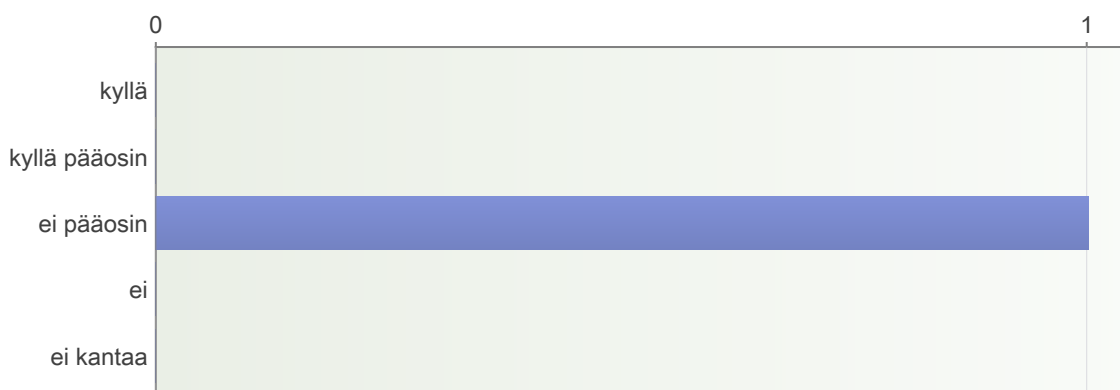 0 1
kyllä
kyllä pääosin
ei pääosin
ei
ei kantaa